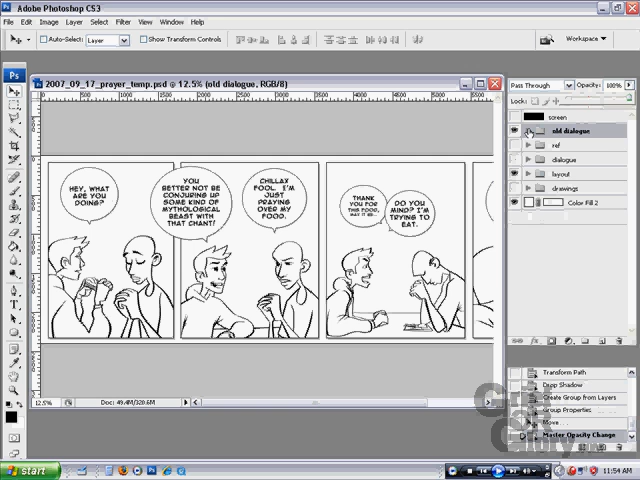 Adobe Photoshop CS3
File Edit Image Layer Select Filter View Window Help
Auto-Select: Layer Show Transform Controls Workspace
Ps
2007_09_17_prayer_temp.psd @ 12.5% (old dialogue, RGB/8)
HEY, WHAT
ARE YOU
DOING?
YOU
BETTER NOT BE
CONJURING UP
SOME KIND OF
MYTHOLOGICAL
BEAST WITH
THAT CHANT!
CHILLAX
FOOL. I'M
JUST
PRAYING
OVER MY
FOOD.
THANK
YOU FOR
THIS FOOD,
MAY IT BE...
DO YOU
MIND? I'M
TRYING TO
EAT.
12.5% Doc: 49.4M/320.6M
Pass Through Opacity: 100%
Lock:
screen
old dialogue
ref
dialogue
layout
drawings
Color Fill 2
Transform Path
Drop Shadow
Create Group from Layers
Group Properties
Move
Master Opacity Change
start
11:54 AM